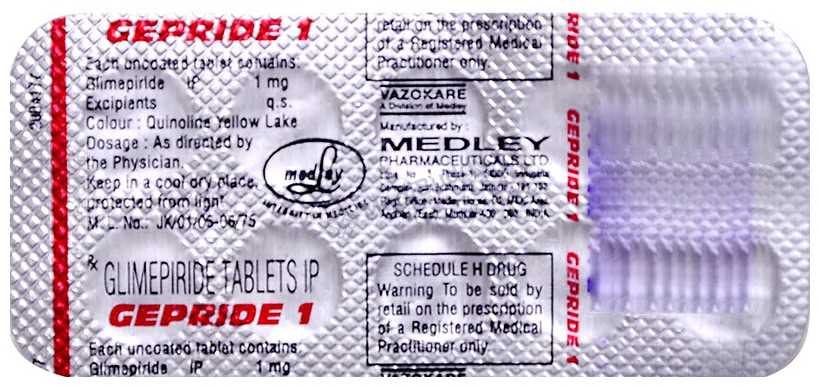 GEPRIDE 1
Each uncoated tablet contains:
Glimepiride IP 1 mg
Excipients q.s.
Colour : Quinoline Yellow Lake
Dosage : As directed by
the Physician.
Keep in a cool dry place,
protected from light
M. L. No.: JK/01/05-06/75
Rx GLIMEPIRIDE TABLETS IP
GEPRIDE 1
Each uncoated tablet contains:
Glimepiride IP 1 mg
medley
retail on the prescription
of a Registered Medical
Practitioner only.
VAZOKARE
A Division of Medley
Manufactured by :
MEDLEY
PHARMACEUTICALS LTD.
SCHEDULE H DRUG
Warning To be sold by
retail on the prescription
of a Registered Medical
Practitioner only.
VAZOKARE
PRIDE 1
GEPRIDE 1
GEPRIDE 1